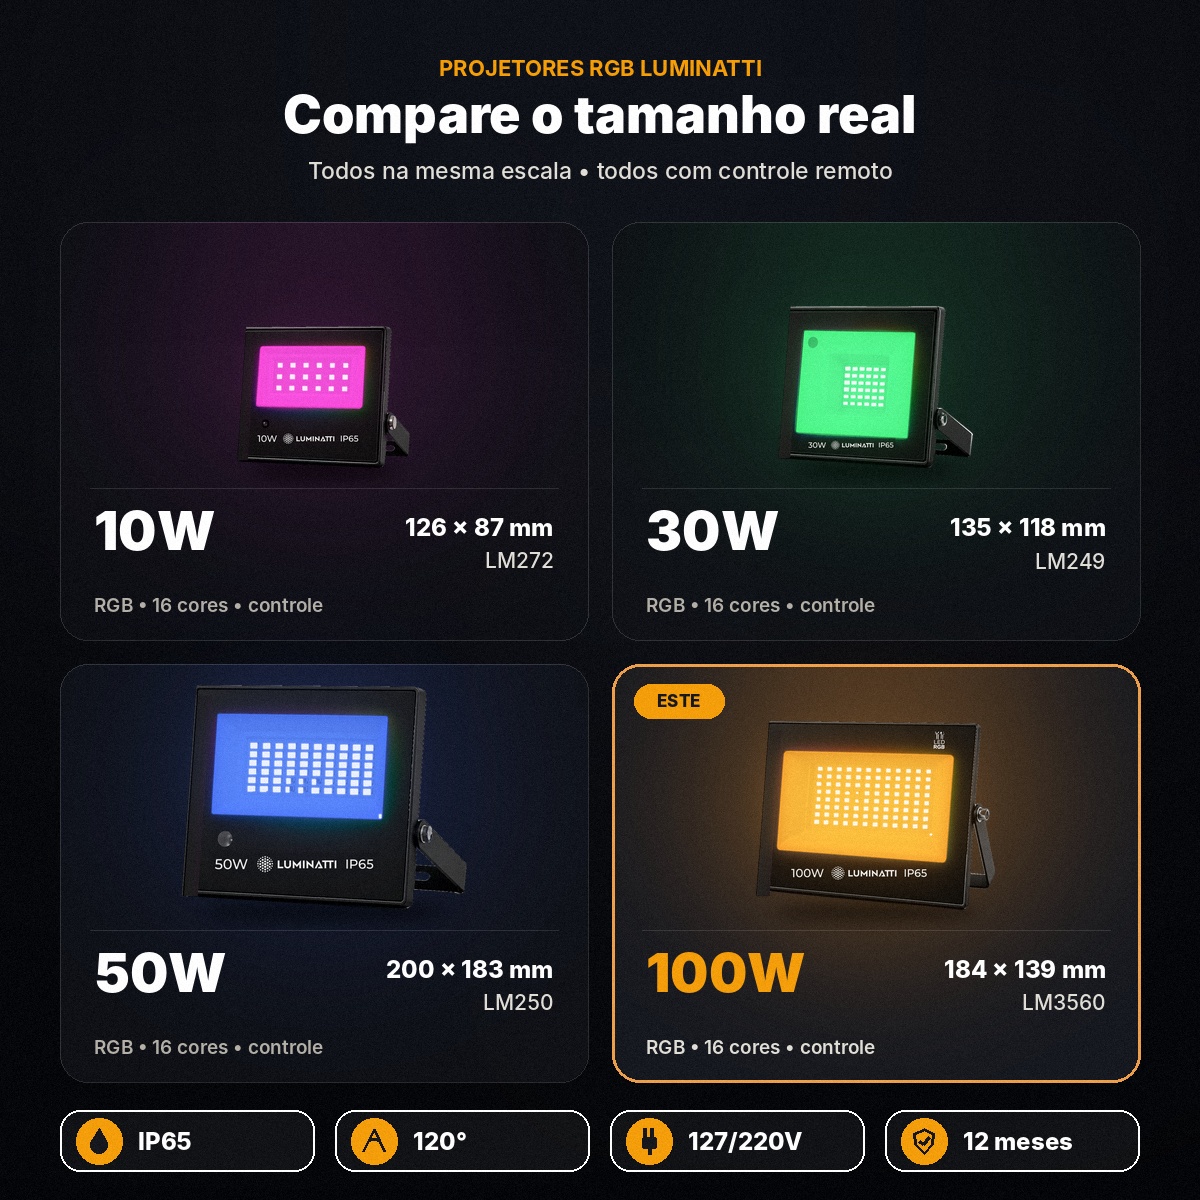 PROJETORES RGB LUMINATTI
Compare o tamanho real
Todos na mesma escala • todos com controle remoto
10W LUMINATTI IP65
10W
126 × 87 mm
LM272
RGB • 16 cores • controle
30W LUMINATTI IP65
30W
135 × 118 mm
LM249
RGB • 16 cores • controle
50W LUMINATTI IP65
50W
200 × 183 mm
LM250
RGB • 16 cores • controle
ESTE
LED
RGB
100W LUMINATTI IP65
100W
184 × 139 mm
LM3560
RGB • 16 cores • controle
IP65
120°
127/220V
12 meses